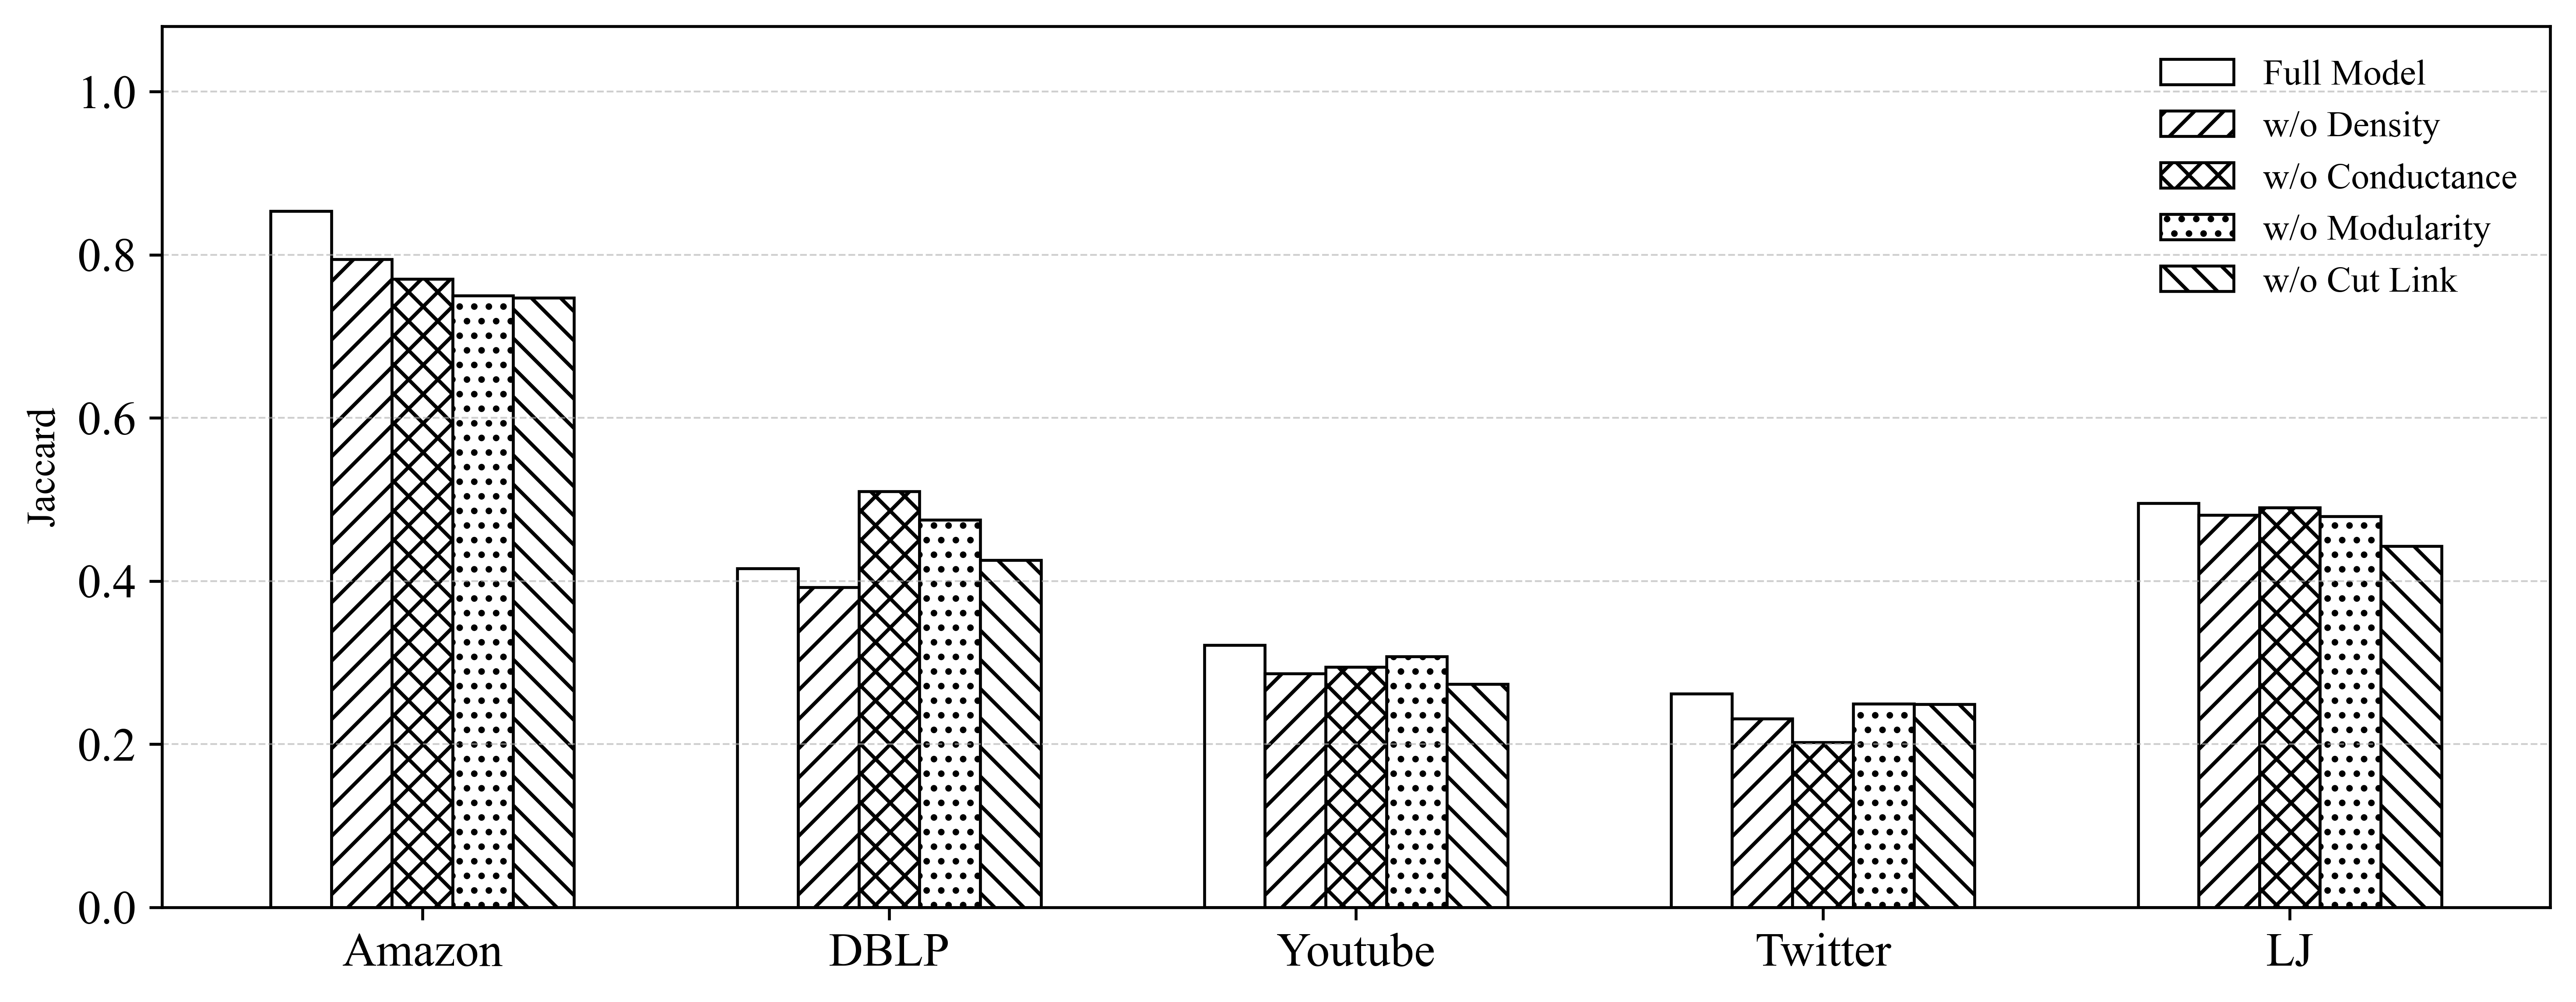 1.0
0.8
0.6
0.4
0.2
0.0
Jaccard
Full Model
w/o Density
w/o Conductance
w/o Modularity
w/o Cut Link
Amazon
DBLP
Youtube
Twitter
LJ